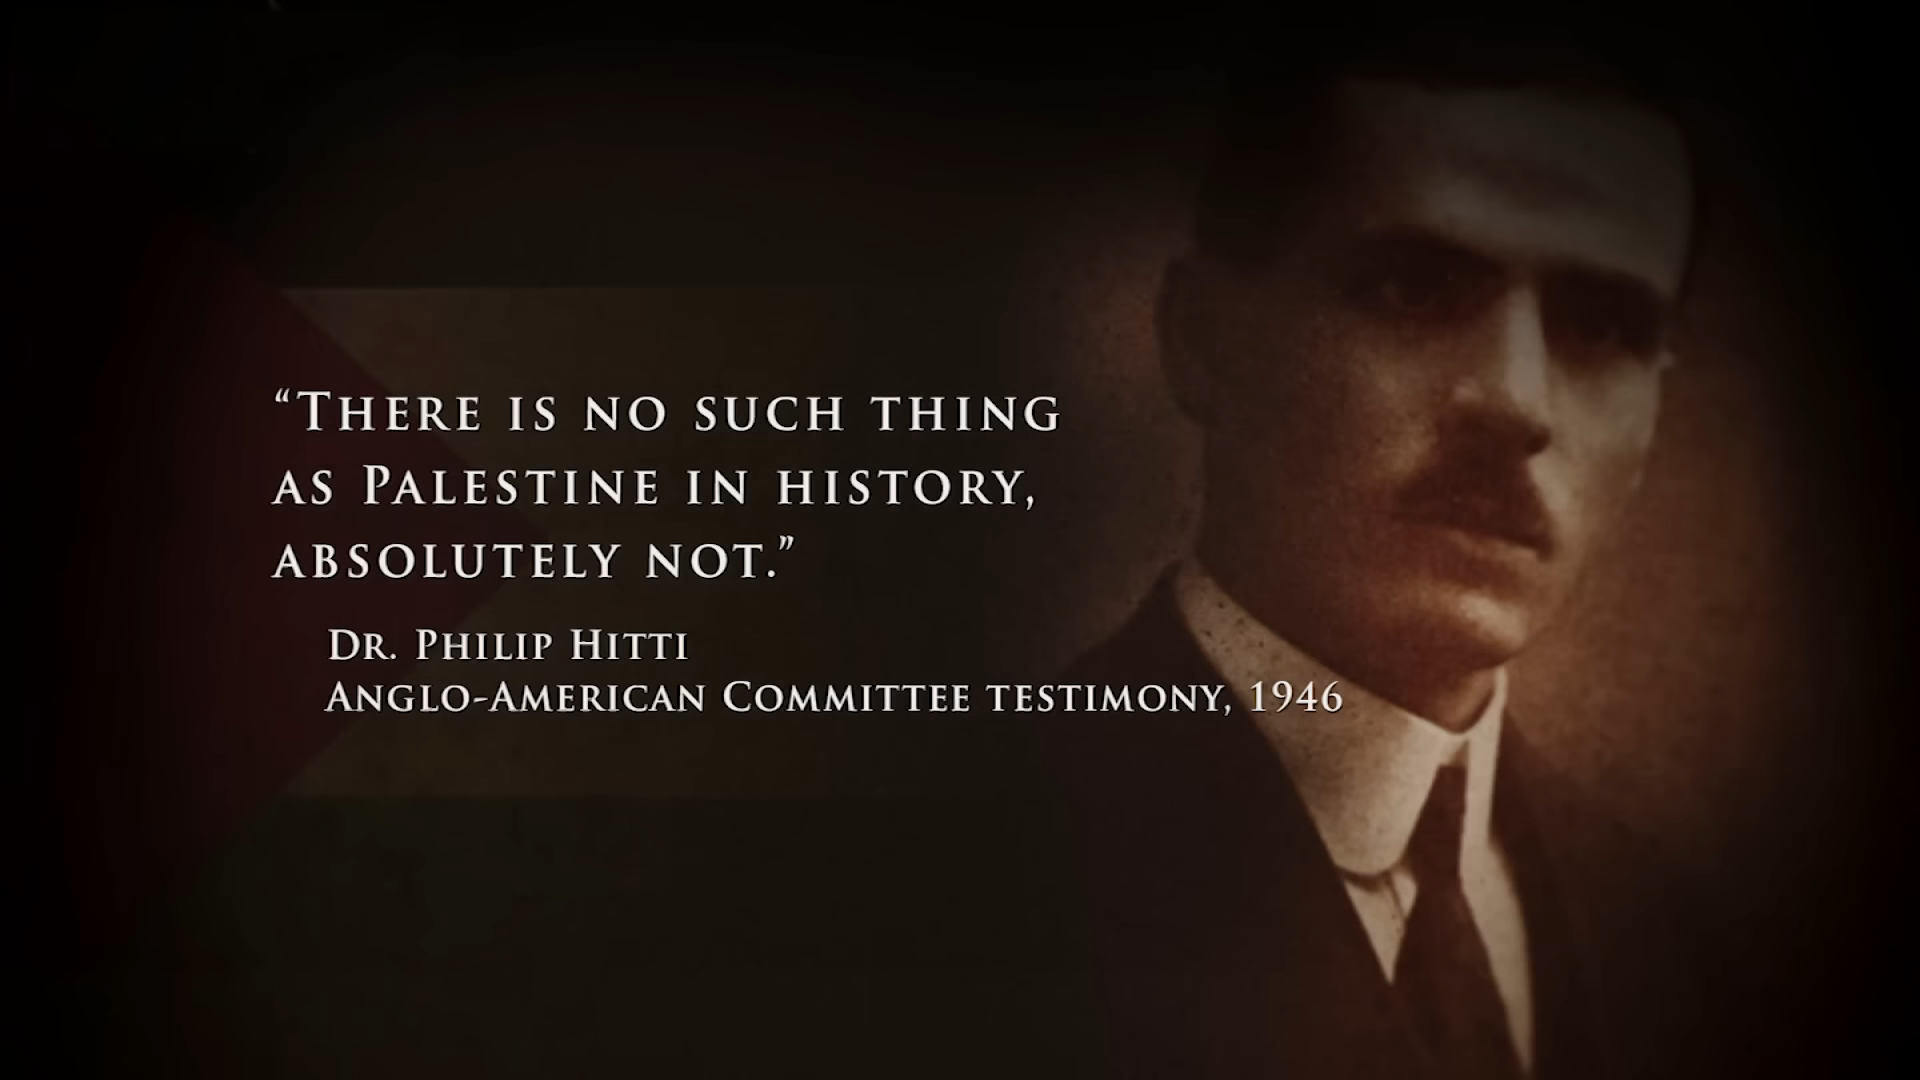 “There is no such thing
as Palestine in history,
absolutely not.”
Dr. Philip Hitti
Anglo-American Committee testimony, 1946